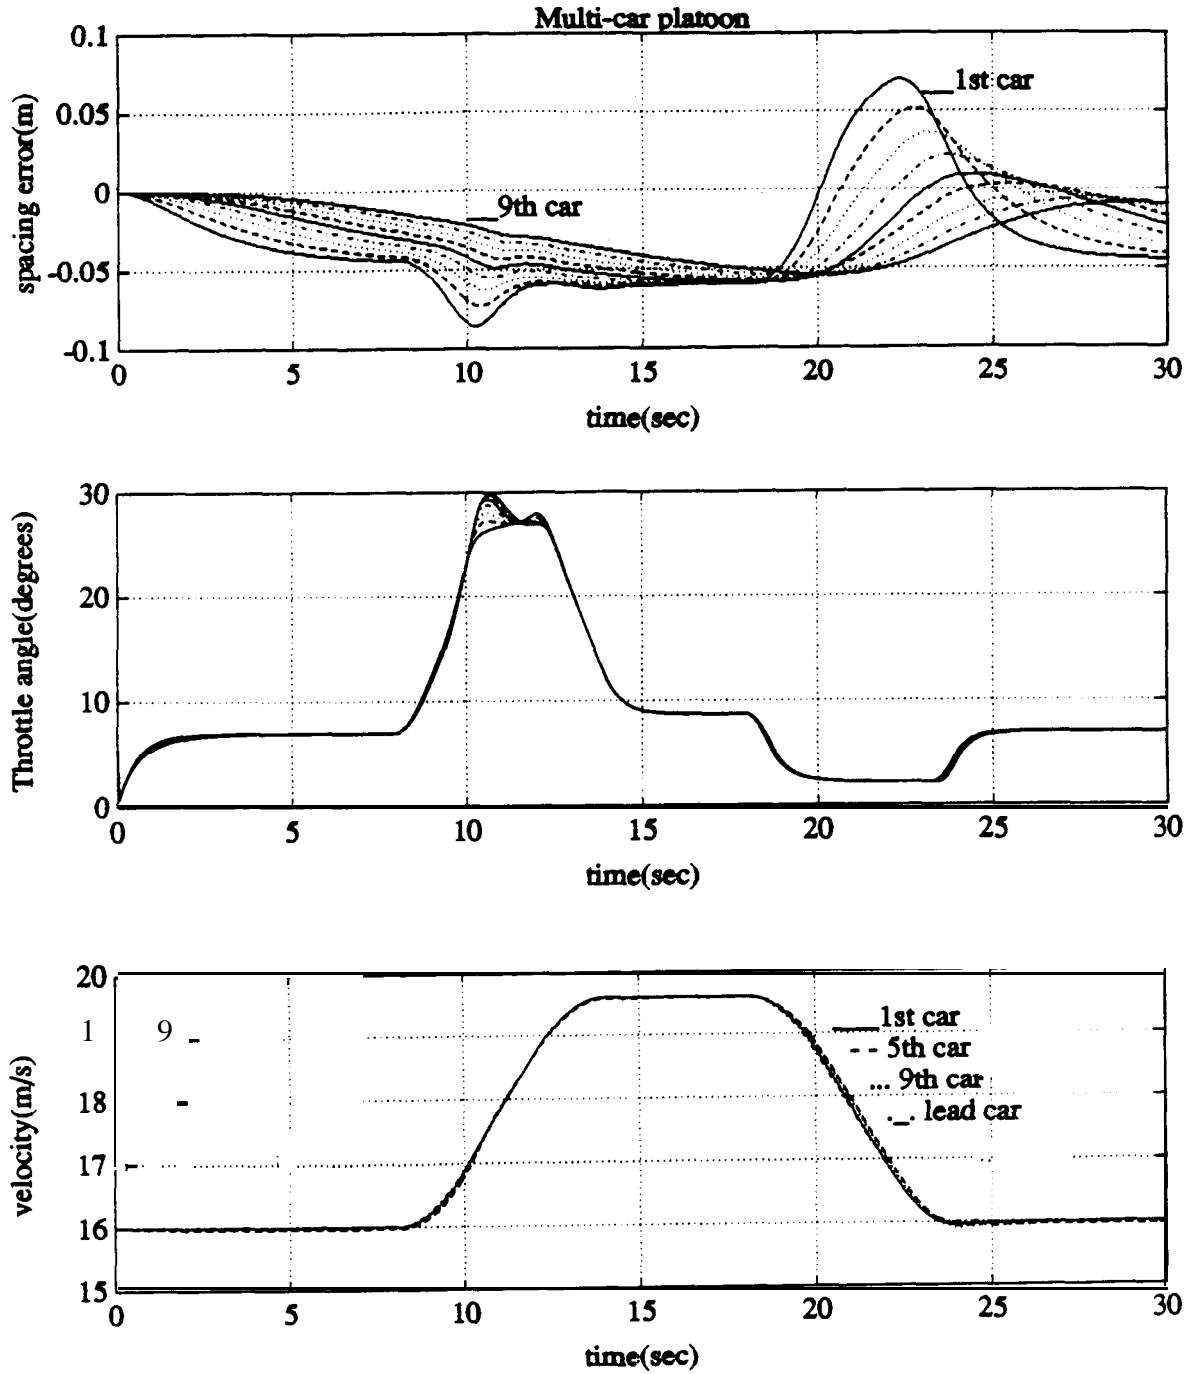 Multi-car platoon
0.1
0.05
0
-0.05
-0.1
spacing error(m)
1st car
9th car
0 5 10 15 20 25 30
time(sec)
30
20
10
0
Throttle angle(degrees)
0 5 10 15 20 25 30
time(sec)
20
1 9
18
17
16
15
velocity(m/s)
1st car
-- 5th car
... 9th car
._. lead car
0 5 10 15 20 25 30
time(sec)